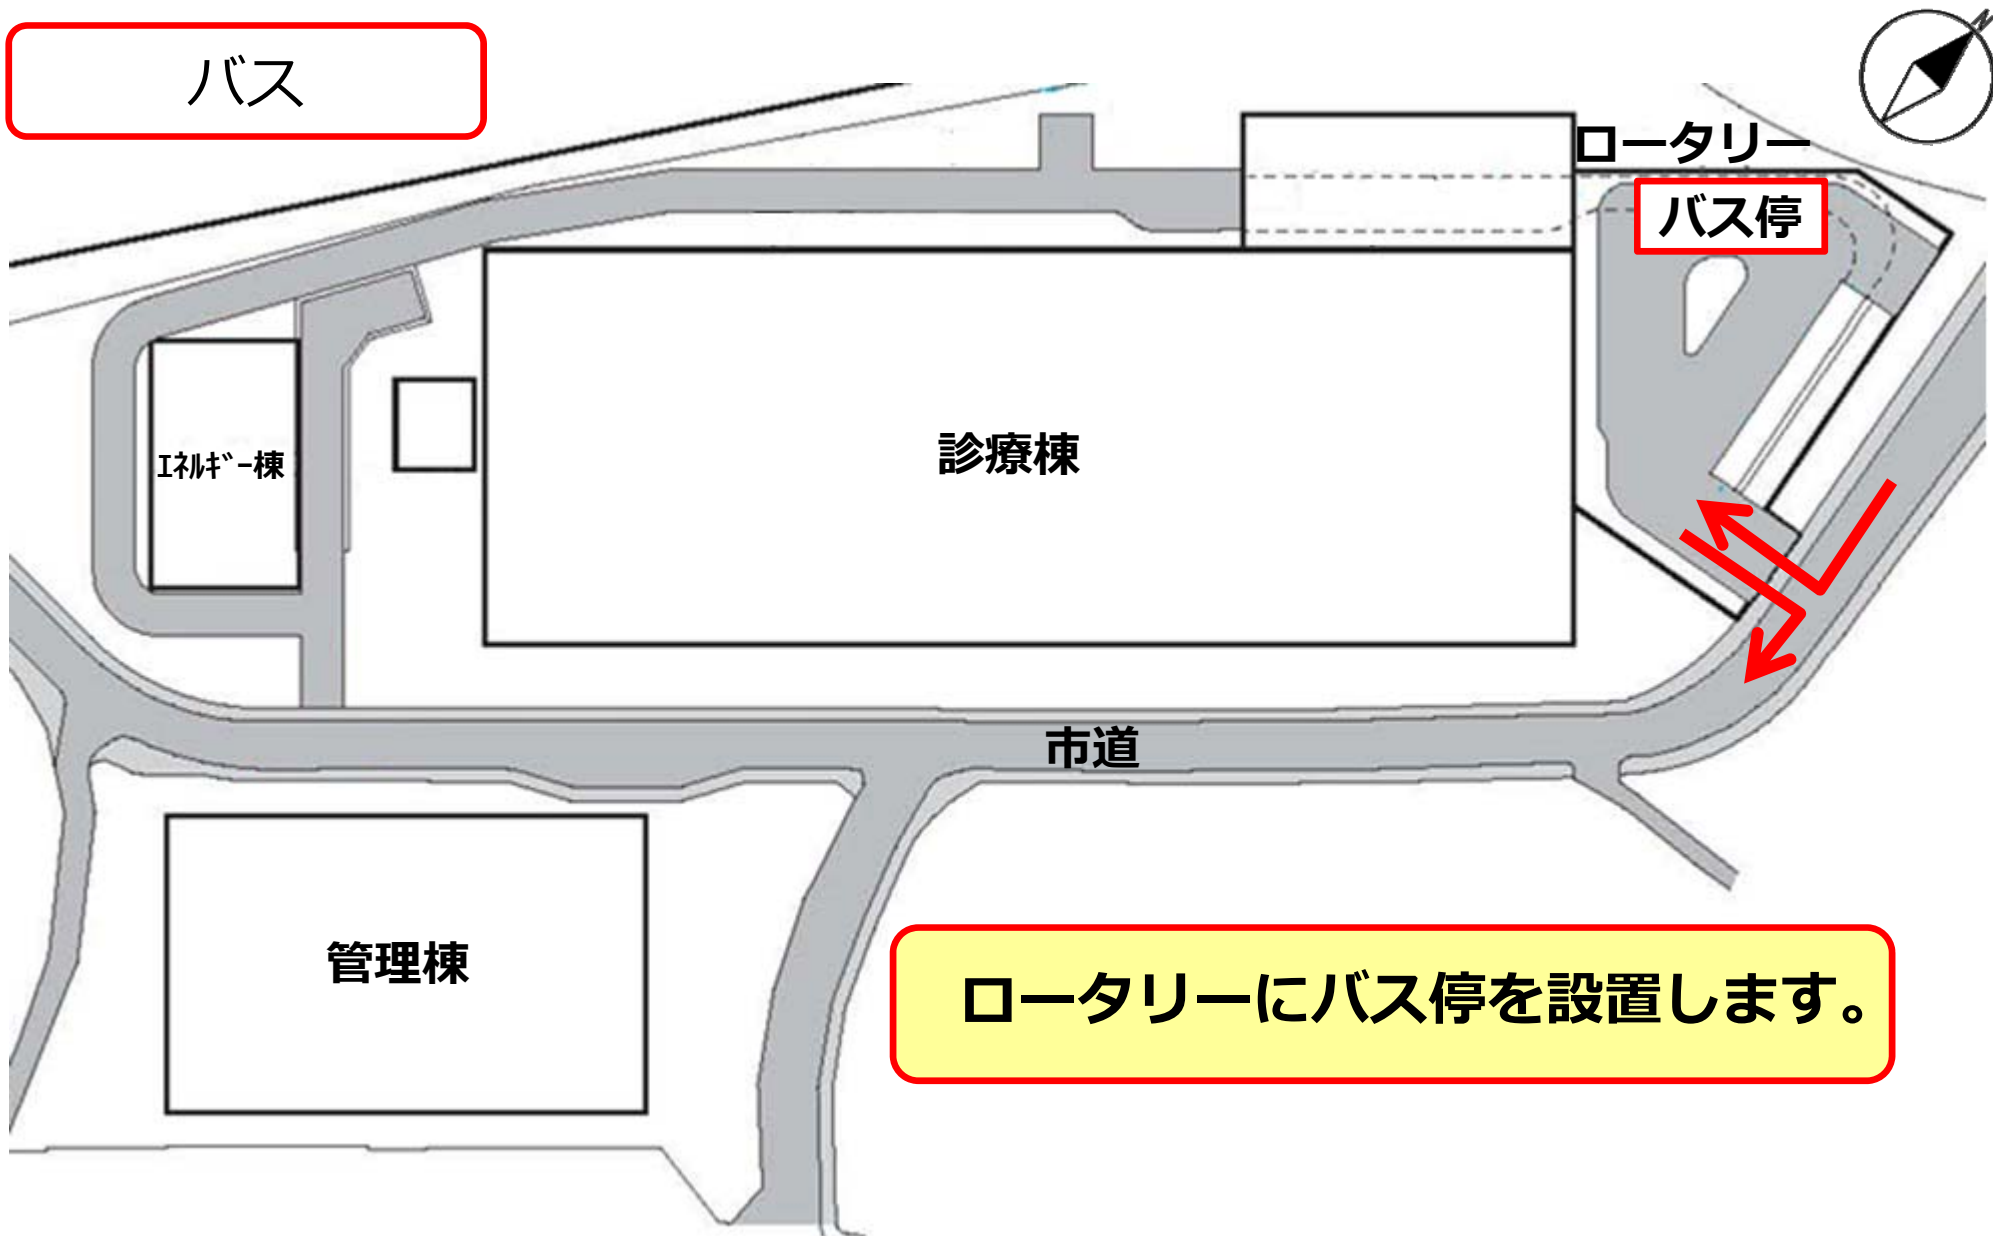 バス
N
ロータリー
バス停
診療棟
ｴﾈﾙｷﾞｰ棟
市道
管理棟
ロータリーにバス停を設置します。